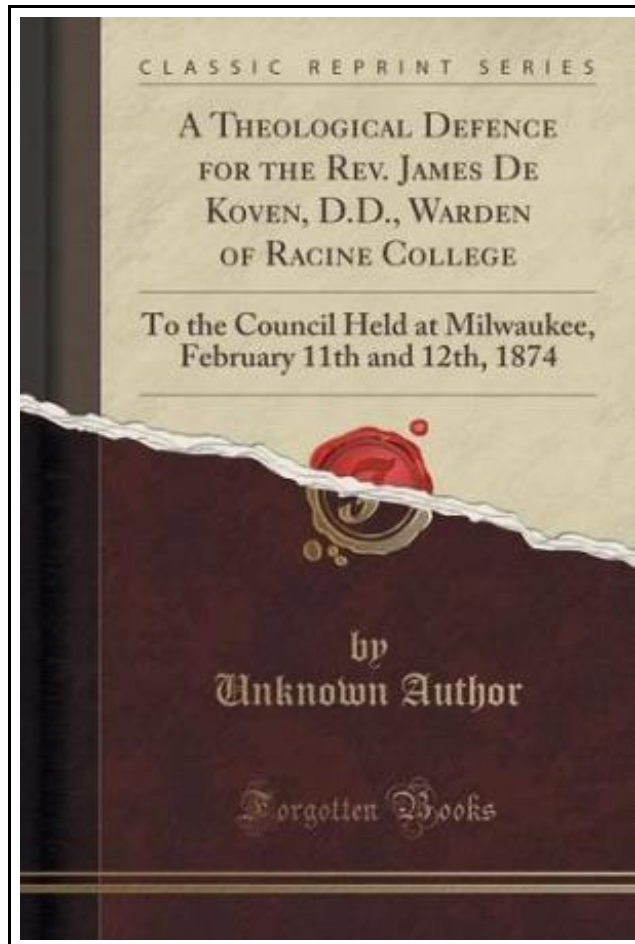 CLASSIC REPRINT SERIES
A THEOLOGICAL DEFENCE
FOR THE REV. JAMES DE
KOVEN, D.D., WARDEN
OF RACINE COLLEGE
To the Council Held at Milwaukee,
February 11th and 12th, 1874
by
Unknown Author
Forgotten Books